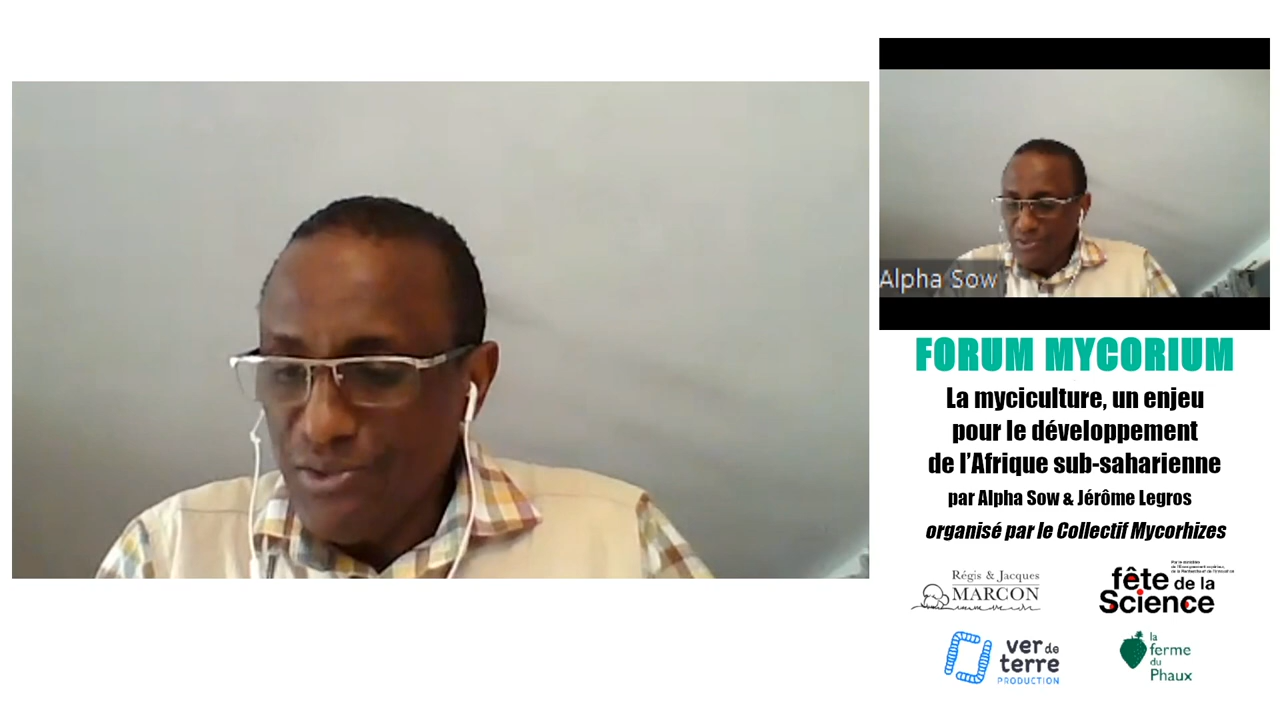 Alpha Sow
FORUM MYCORIUM
La myciculture, un enjeu
pour le développement
de l'Afrique sub-saharienne
par Alpha Sow & Jérôme Legros
organisé par le Collectif Mycorhizes
Régis & Jacques
MARCON
fête de la
Science
ver de
terre
PRODUCTION
la
ferme
du
Phaux